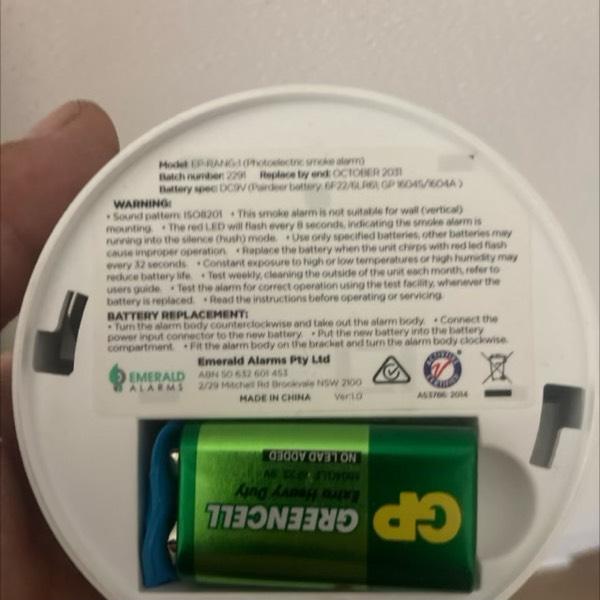 Model: EP-RANG-1 (Photoelectric smoke alarm)
Batch number: 2291 Replace by end: OCTOBER 2031
Battery spec: DC9V (Pairdeer battery: 6F22/6LR61, GP 1604S/1604A)
WARNING:
• Sound pattern: ISO8201 • This smoke alarm is not suitable for wall (vertical)
mounting. • The red LED will flash every 8 seconds, indicating the smoke alarm is
running into the silence (hush) mode. • Use only specified batteries, other batteries may
cause improper operation. • Replace the battery when the unit chirps with red led flash
every 32 seconds. • Constant exposure to high or low temperatures or high humidity may
reduce battery life. • Test weekly, cleaning the outside of the unit each month, refer to
users guide. • Test the alarm for correct operation using the test facility, whenever the
battery is replaced. • Read the instructions before operating or servicing.
BATTERY REPLACEMENT:
• Turn the alarm body counterclockwise and take out the alarm body. • Connect the
power input connector to the new battery. • Put the new battery into the battery
compartment. • Fit the alarm body on the bracket and turn the alarm body clockwise.
EMERALD
ALARMS
Emerald Alarms Pty Ltd
ABN 50 632 601 453
2/29 Mitchell Rd Brookvale NSW 2100
MADE IN CHINA Ver:1.0
AS3786: 2014
GP
GREENCELL
Extra Heavy Duty
NO LEAD ADDED